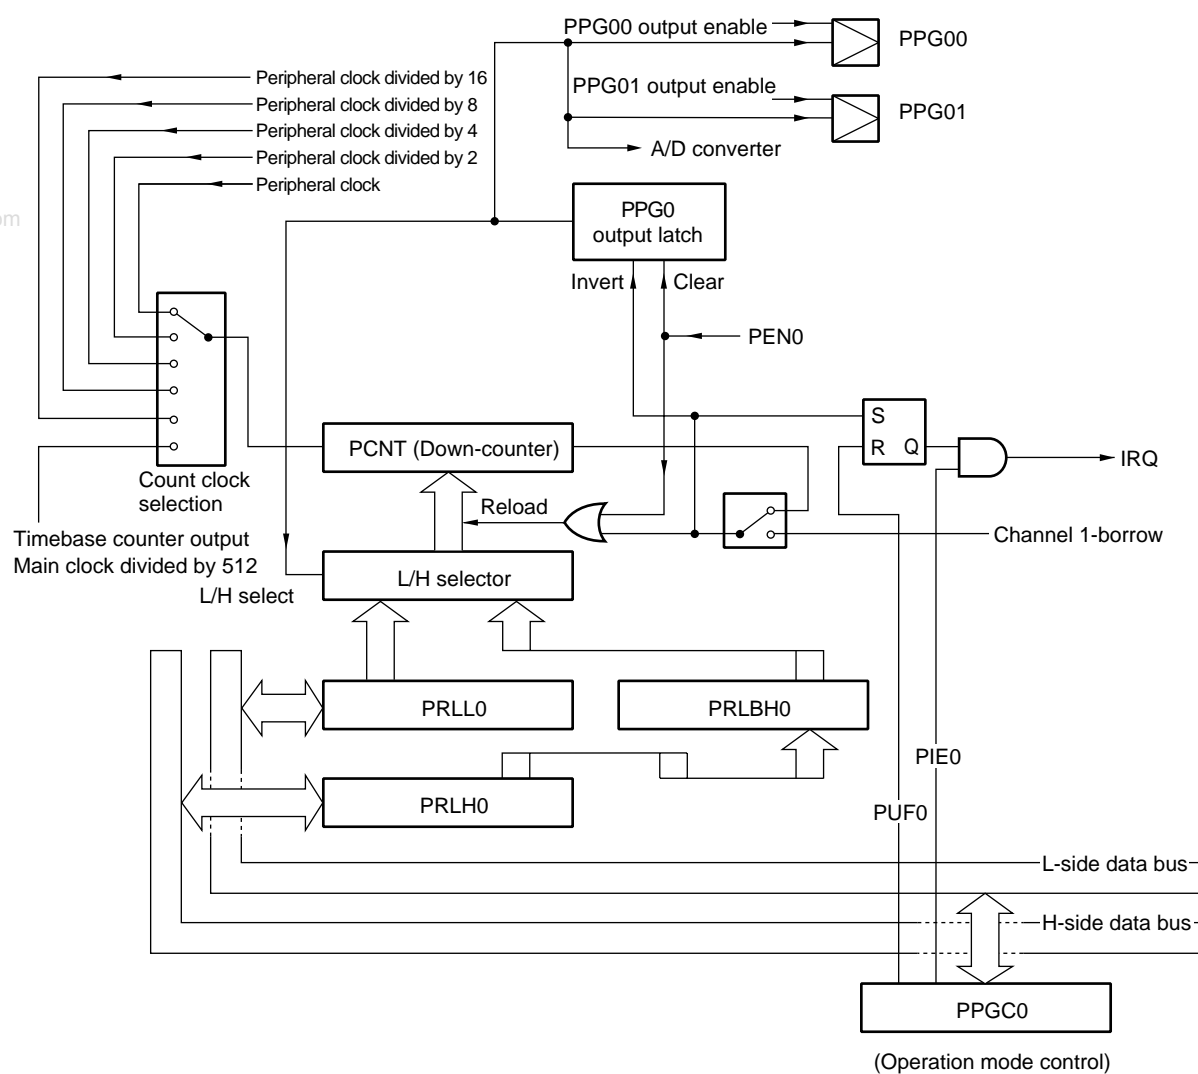 PPG00 output enable
PPG00
Peripheral clock divided by 16
PPG01 output enable
Peripheral clock divided by 8
PPG01
Peripheral clock divided by 4
Peripheral clock divided by 2
A/D converter
Peripheral clock
om
PPG0
output latch
Invert
Clear
PEN0
S
R
Q
PCNT (Down-counter)
IRQ
Count clock
selection
Reload
Timebase counter output
Main clock divided by 512
Channel 1-borrow
L/H selector
L/H select
PRLL0
PRLBH0
PIE0
PRLH0
PUF0
L-side data bus
H-side data bus
PPGC0
(Operation mode control)